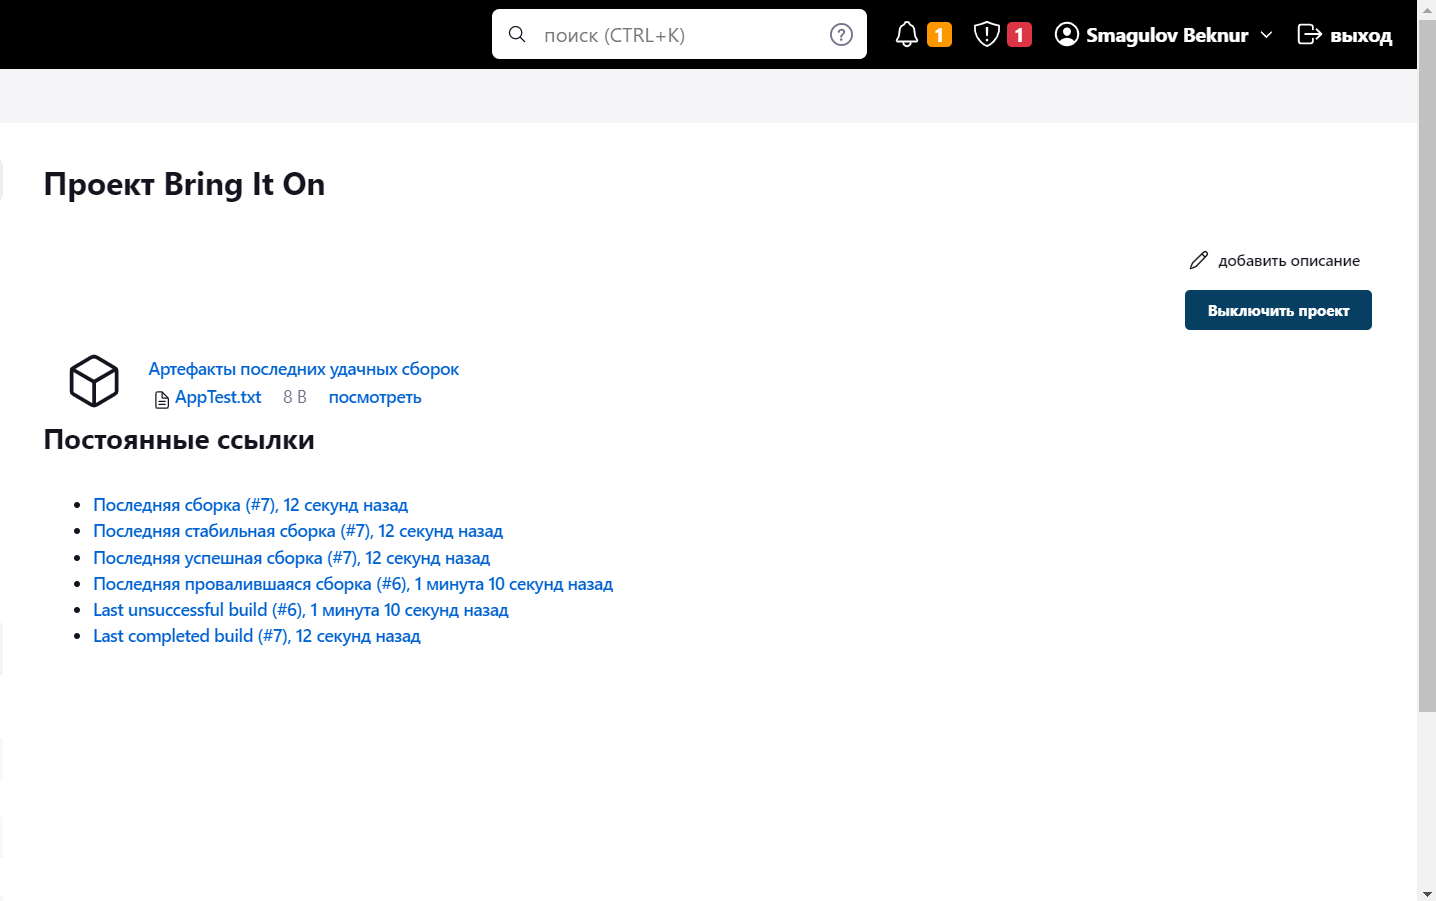 поиск (CTRL+K) ? 1 1 Smagulov Beknur выход
Проект Bring It On
добавить описание
Выключить проект
Артефакты последних удачных сборок
AppTest.txt 8 B посмотреть
Постоянные ссылки
Последняя сборка (#7), 12 секунд назад
Последняя стабильная сборка (#7), 12 секунд назад
Последняя успешная сборка (#7), 12 секунд назад
Последняя провалившаяся сборка (#6), 1 минута 10 секунд назад
Last unsuccessful build (#6), 1 минута 10 секунд назад
Last completed build (#7), 12 секунд назад